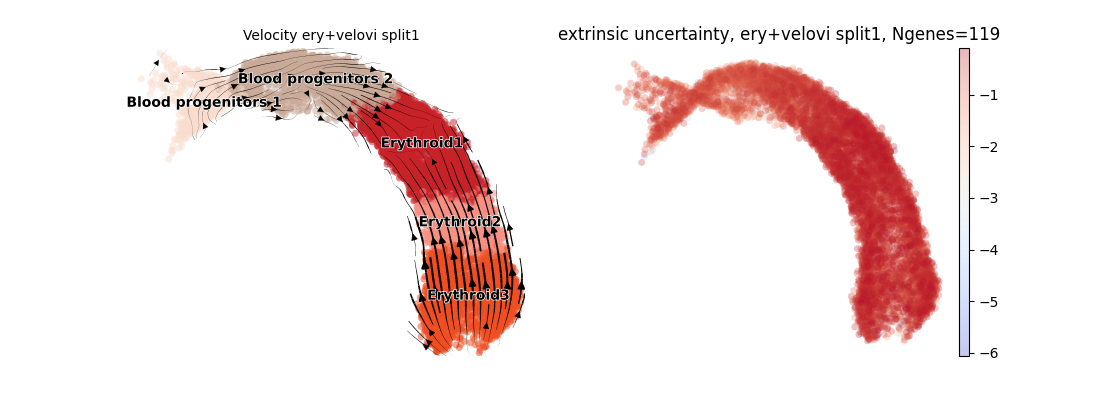 Velocity ery+velovi split1
Blood progenitors 2
Blood progenitors 1
Erythroid1
Erythroid2
Erythroid3
extrinsic uncertainty, ery+velovi split1, Ngenes=119
−1
−2
−3
−4
−5
−6